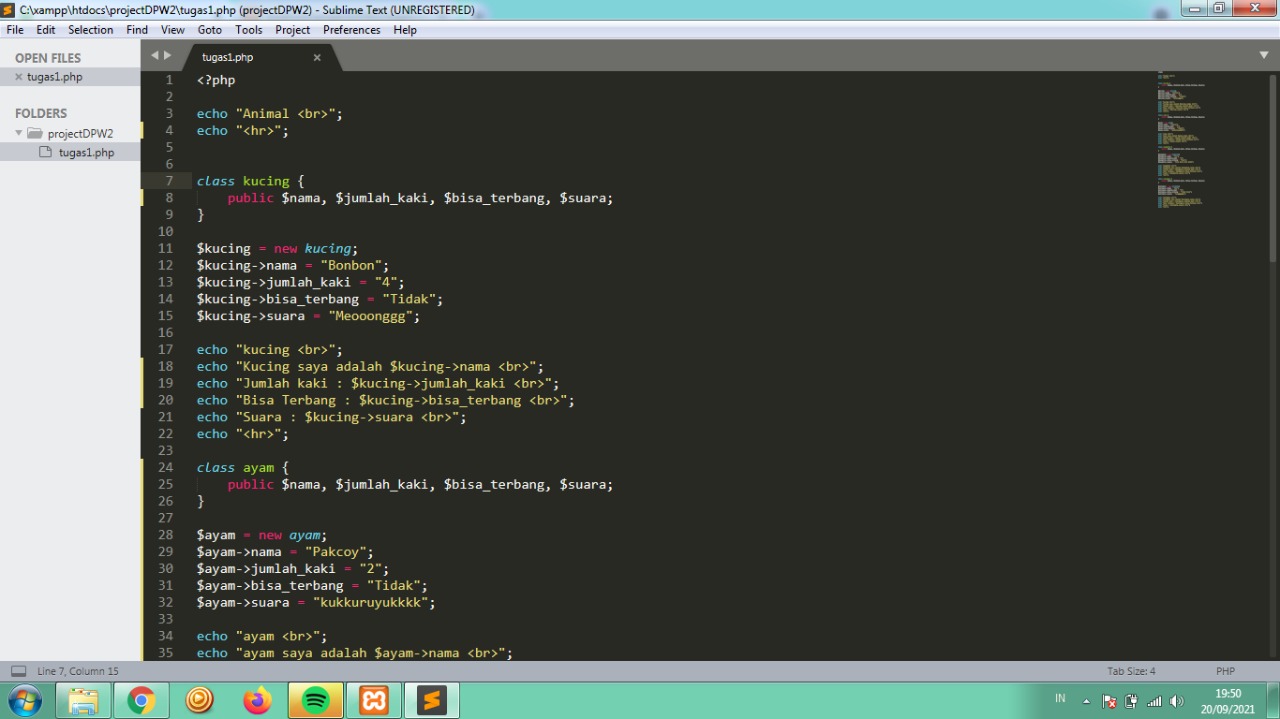 C:\xampp\htdocs\projectDPW2\tugas1.php (projectDPW2) - Sublime Text (UNREGISTERED)
File Edit Selection Find View Goto Tools Project Preferences Help
OPEN FILES
tugas1.php
FOLDERS
projectDPW2
tugas1.php
tugas1.php
1 <?php
2
3 echo "Animal <br>";
4 echo "<hr>";
5
6
7 class kucing {
8 public $nama, $jumlah_kaki, $bisa_terbang, $suara;
9 }
10
11 $kucing = new kucing;
12 $kucing->nama = "Bonbon";
13 $kucing->jumlah_kaki = "4";
14 $kucing->bisa_terbang = "Tidak";
15 $kucing->suara = "Meooonggg";
16
17 echo "kucing <br>";
18 echo "Kucing saya adalah $kucing->nama <br>";
19 echo "Jumlah kaki : $kucing->jumlah_kaki <br>";
20 echo "Bisa Terbang : $kucing->bisa_terbang <br>";
21 echo "Suara : $kucing->suara <br>";
22 echo "<hr>";
23
24 class ayam {
25 public $nama, $jumlah_kaki, $bisa_terbang, $suara;
26 }
27
28 $ayam = new ayam;
29 $ayam->nama = "Pakcoy";
30 $ayam->jumlah_kaki = "2";
31 $ayam->bisa_terbang = "Tidak";
32 $ayam->suara = "kukkuruyukkkk";
33
34 echo "ayam <br>";
35 echo "ayam saya adalah $ayam->nama <br>";
Line 7, Column 15
Tab Size: 4
PHP
IN
19:50
20/09/2021